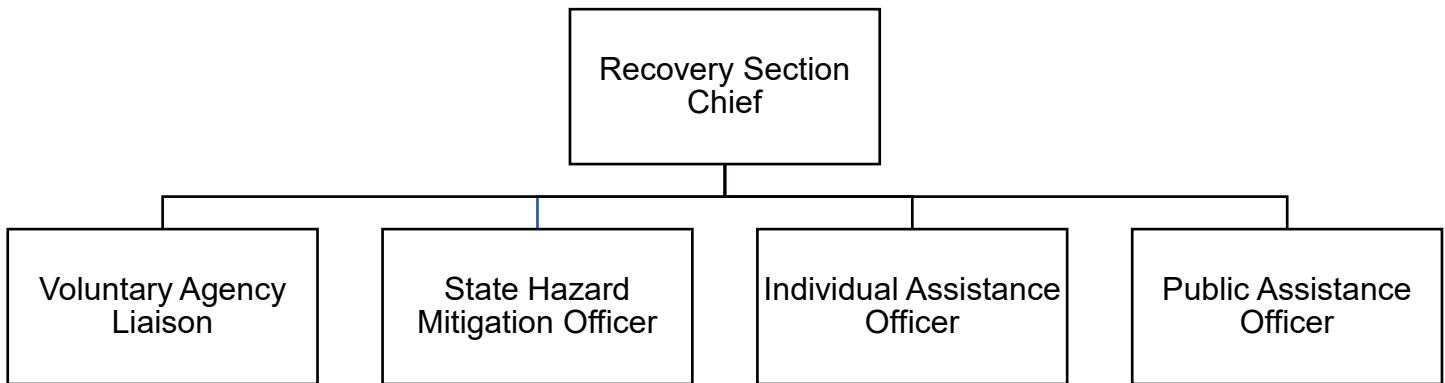 Recovery Section
Chief
Voluntary Agency
Liaison
State Hazard
Mitigation Officer
Individual Assistance
Officer
Public Assistance
Officer